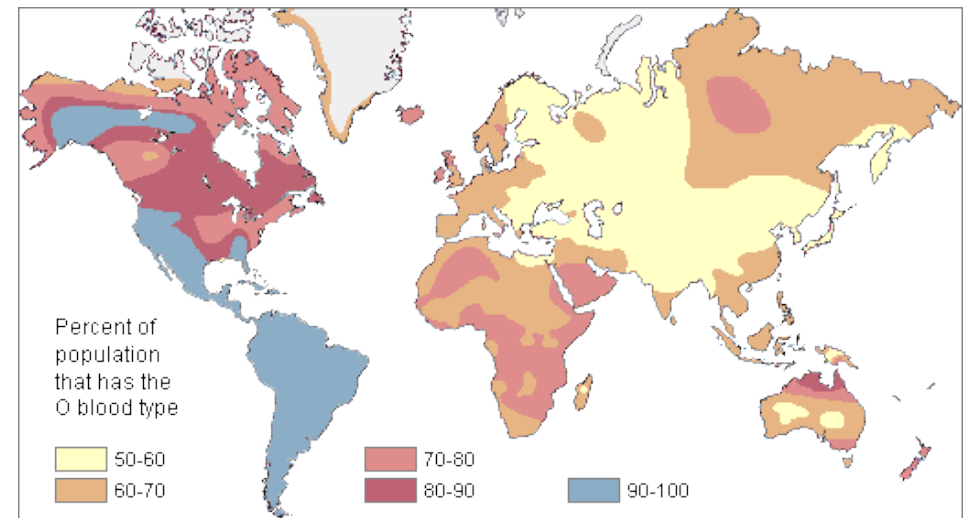 Percent of
population
that has the
O blood type
50-60
60-70
70-80
80-90
90-100